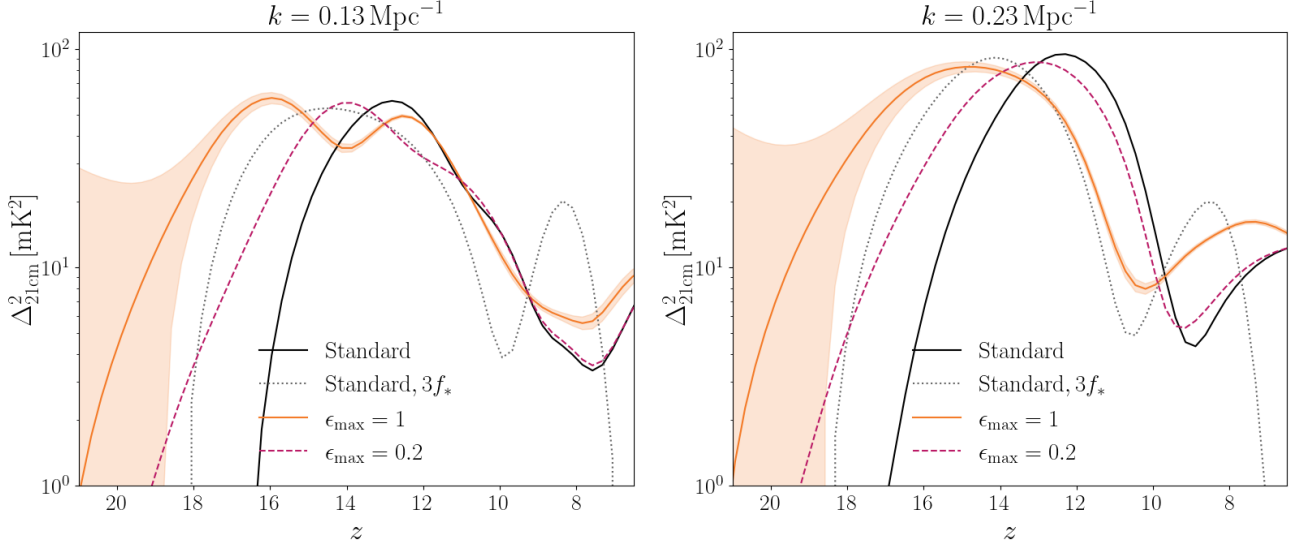 k = 0.13 Mpc⁻¹
10²
10¹
10⁰
Δ²₂₁cm [mK²]
Standard
Standard, 3f∗
ϵmax = 1
ϵmax = 0.2
20 18 16 14 12 10 8
z
k = 0.23 Mpc⁻¹
10²
10¹
10⁰
Δ²₂₁cm [mK²]
Standard
Standard, 3f∗
ϵmax = 1
ϵmax = 0.2
20 18 16 14 12 10 8
z